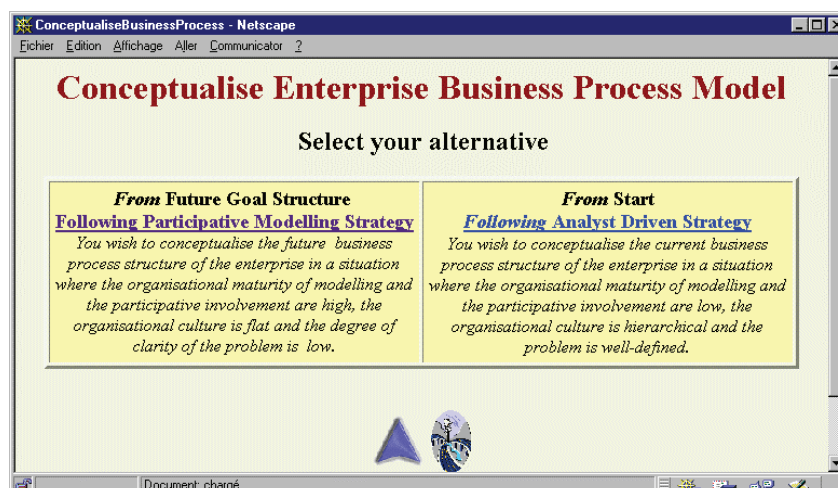 ConceptualiseBusinessProcess - Netscape
Fichier Edition Affichage Aller Communicator ?
Conceptualise Enterprise Business Process Model
Select your alternative
From Future Goal Structure
Following Participative Modelling Strategy
You wish to conceptualise the future business
process structure of the enterprise in a situation
where the organisational maturity of modelling and
the participative involvement are high, the
organisational culture is flat and the degree of
clarity of the problem is low.
From Start
Following Analyst Driven Strategy
You wish to conceptualise the current business
process structure of the enterprise in a situation
where the organisational maturity of modelling and
the participative involvement are low, the
organisational culture is hierarchical and the
problem is well-defined.
Document: chargé